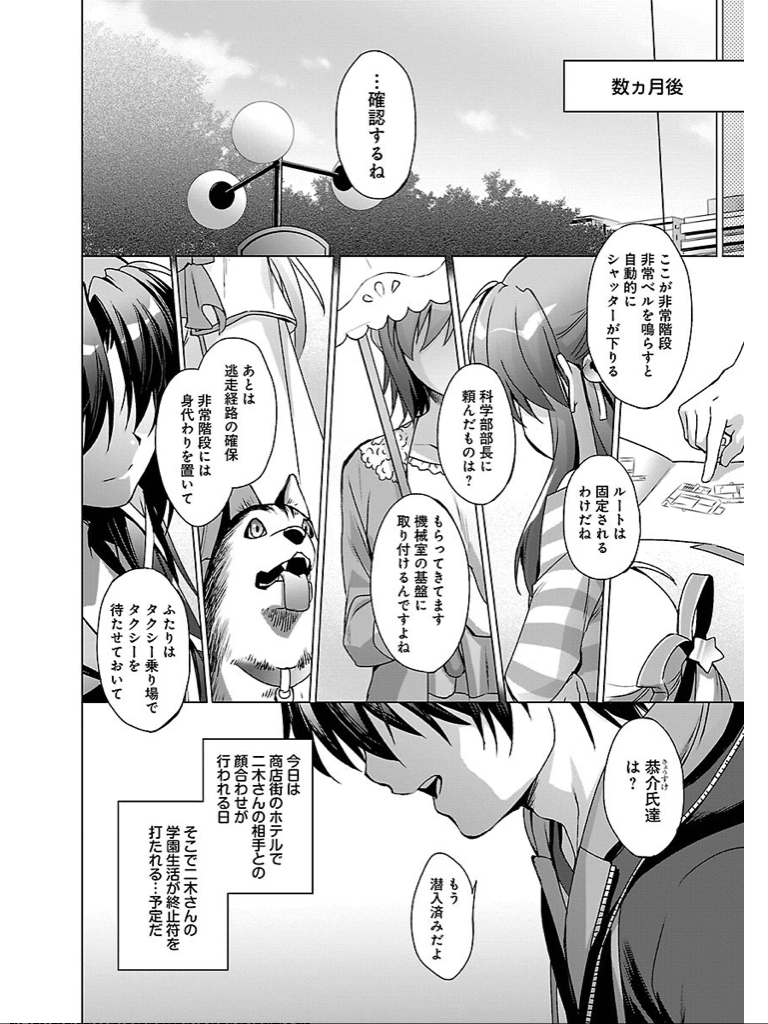 数ヵ月後
…確認するね
ここが非常階段
非常ベルを鳴らすと
自動的に
シャッターが下りる
ルートは
固定される
わけだね
科学部部長に
頼んだものは？
もらってきてます
機械室の基盤に
取り付けるんですよね
あとは
逃走経路の確保
非常階段には
身代わりを置いて
ふたりは
タクシー乗り場で
タクシーを
待たせておいて
恭介氏達
きょうすけ
は？
もう
潜入済みだよ
今日は
商店街のホテルで
二木さんの相手との
顔合わせが
行われる日
そこで二木さんの
学園生活が終止符を
打たれる…予定だ